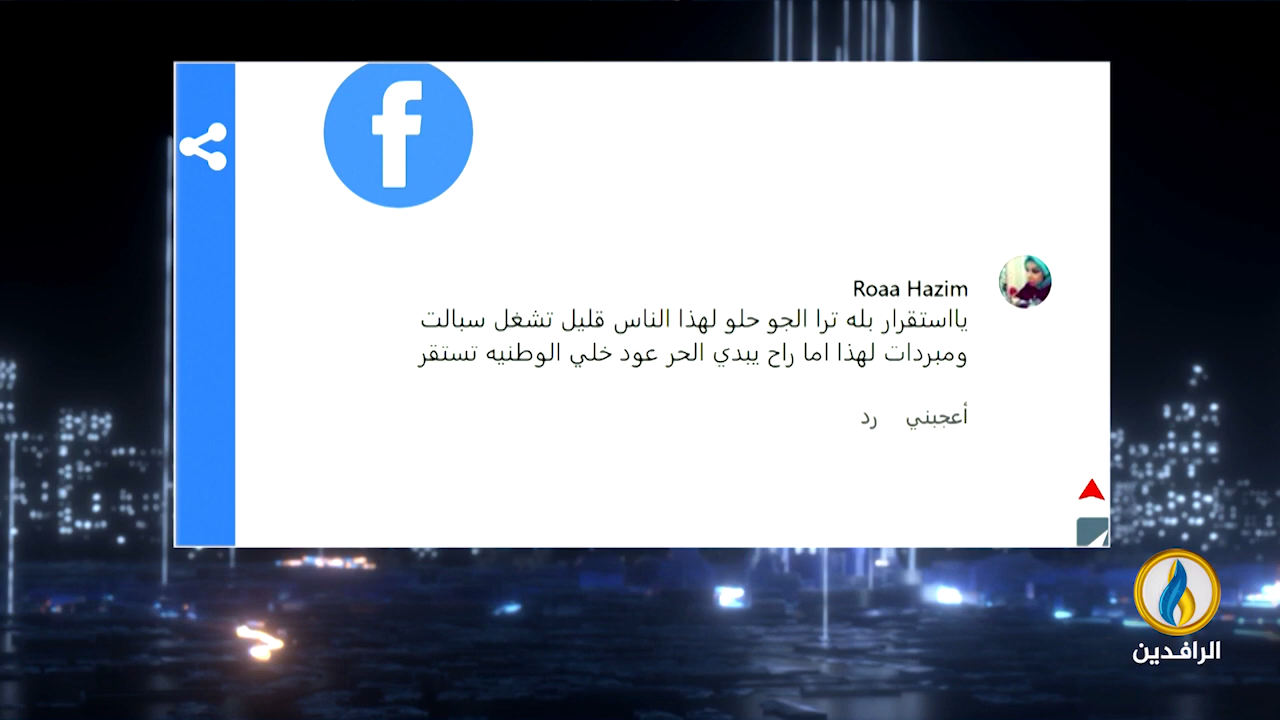 Roaa Hazim
يااستقرار بله ترا الجو حلو لهذا الناس قليل تشغل سبالت
ومبردات لهذا اما راح يبدي الحر عود خلي الوطنيه تستقر
أعجبني رد
الرافدين